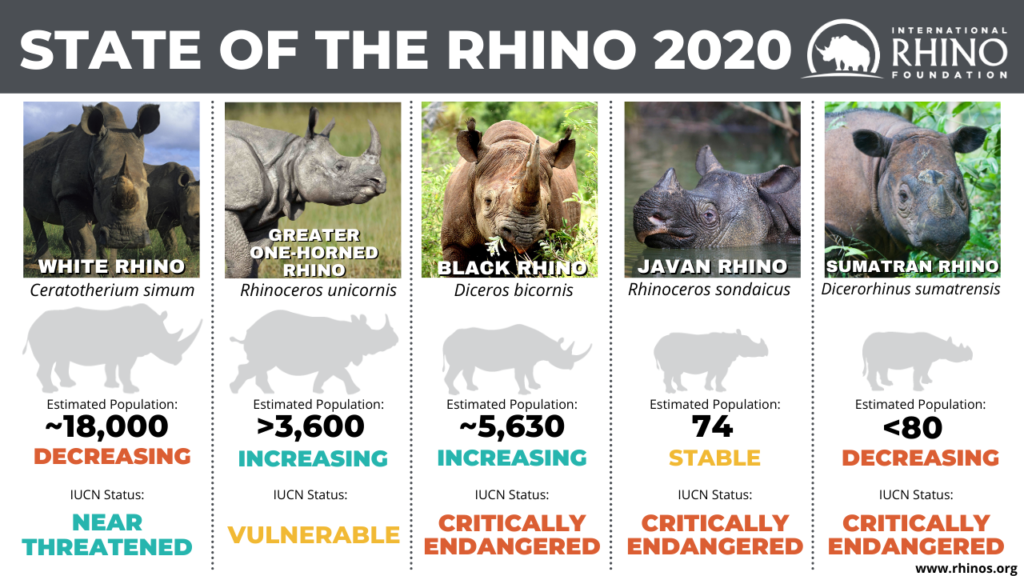 STATE OF THE RHINO 2020
INTERNATIONAL
RHINO
FOUNDATION
WHITE RHINO
Ceratotherium simum
Estimated Population:
~18,000
DECREASING
IUCN Status:
NEAR
THREATENED
GREATER
ONE-HORNED
RHINO
Rhinoceros unicornis
Estimated Population:
>3,600
INCREASING
IUCN Status:
VULNERABLE
BLACK RHINO
Diceros bicornis
Estimated Population:
~5,630
INCREASING
IUCN Status:
CRITICALLY
ENDANGERED
JAVAN RHINO
Rhinoceros sondaicus
Estimated Population:
74
STABLE
IUCN Status:
CRITICALLY
ENDANGERED
SUMATRAN RHINO
Dicerorhinus sumatrensis
Estimated Population:
<80
DECREASING
IUCN Status:
CRITICALLY
ENDANGERED
www.rhinos.org